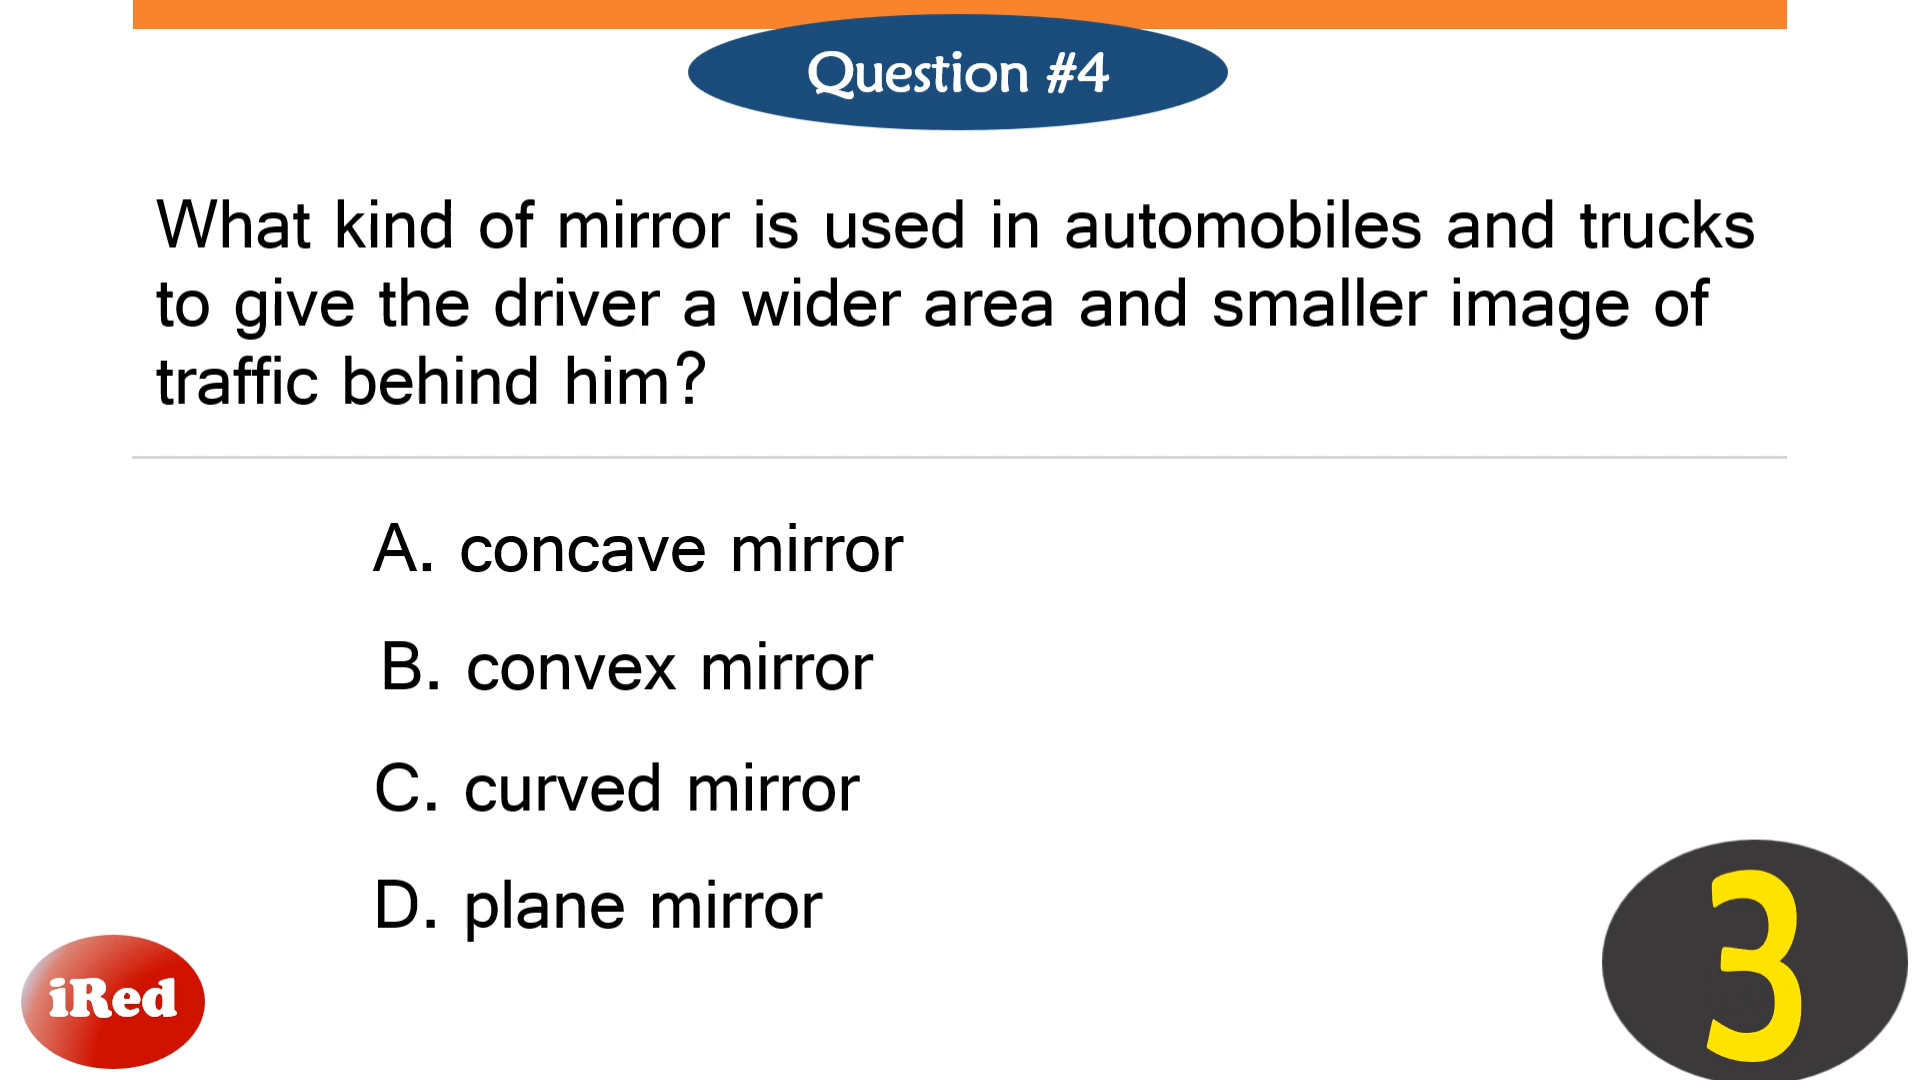 Question #4
What kind of mirror is used in automobiles and trucks
to give the driver a wider area and smaller image of
traffic behind him?
A. concave mirror
B. convex mirror
C. curved mirror
D. plane mirror
iRed
3